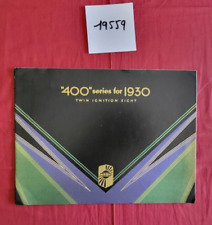 19559
"400" series for 1930
TWIN IGNITION EIGHT